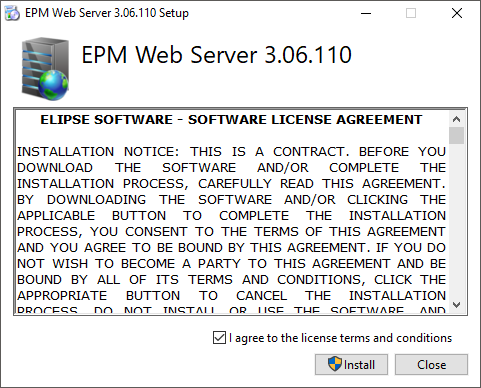 EPM Web Server 3.06.110 Setup
EPM Web Server 3.06.110
ELIPSE SOFTWARE - SOFTWARE LICENSE AGREEMENT
INSTALLATION NOTICE: THIS IS A CONTRACT. BEFORE YOU
DOWNLOAD THE SOFTWARE AND/OR COMPLETE THE
INSTALLATION PROCESS, CAREFULLY READ THIS AGREEMENT.
BY DOWNLOADING THE SOFTWARE AND/OR CLICKING THE
APPLICABLE BUTTON TO COMPLETE THE INSTALLATION
PROCESS, YOU CONSENT TO THE TERMS OF THIS AGREEMENT
AND YOU AGREE TO BE BOUND BY THIS AGREEMENT. IF YOU DO
NOT WISH TO BECOME A PARTY TO THIS AGREEMENT AND BE
BOUND BY ALL OF ITS TERMS AND CONDITIONS, CLICK THE
APPROPRIATE BUTTON TO CANCEL THE INSTALLATION
PROCESS, DO NOT INSTALL OR USE THE SOFTWARE, AND
I agree to the license terms and conditions
Install
Close